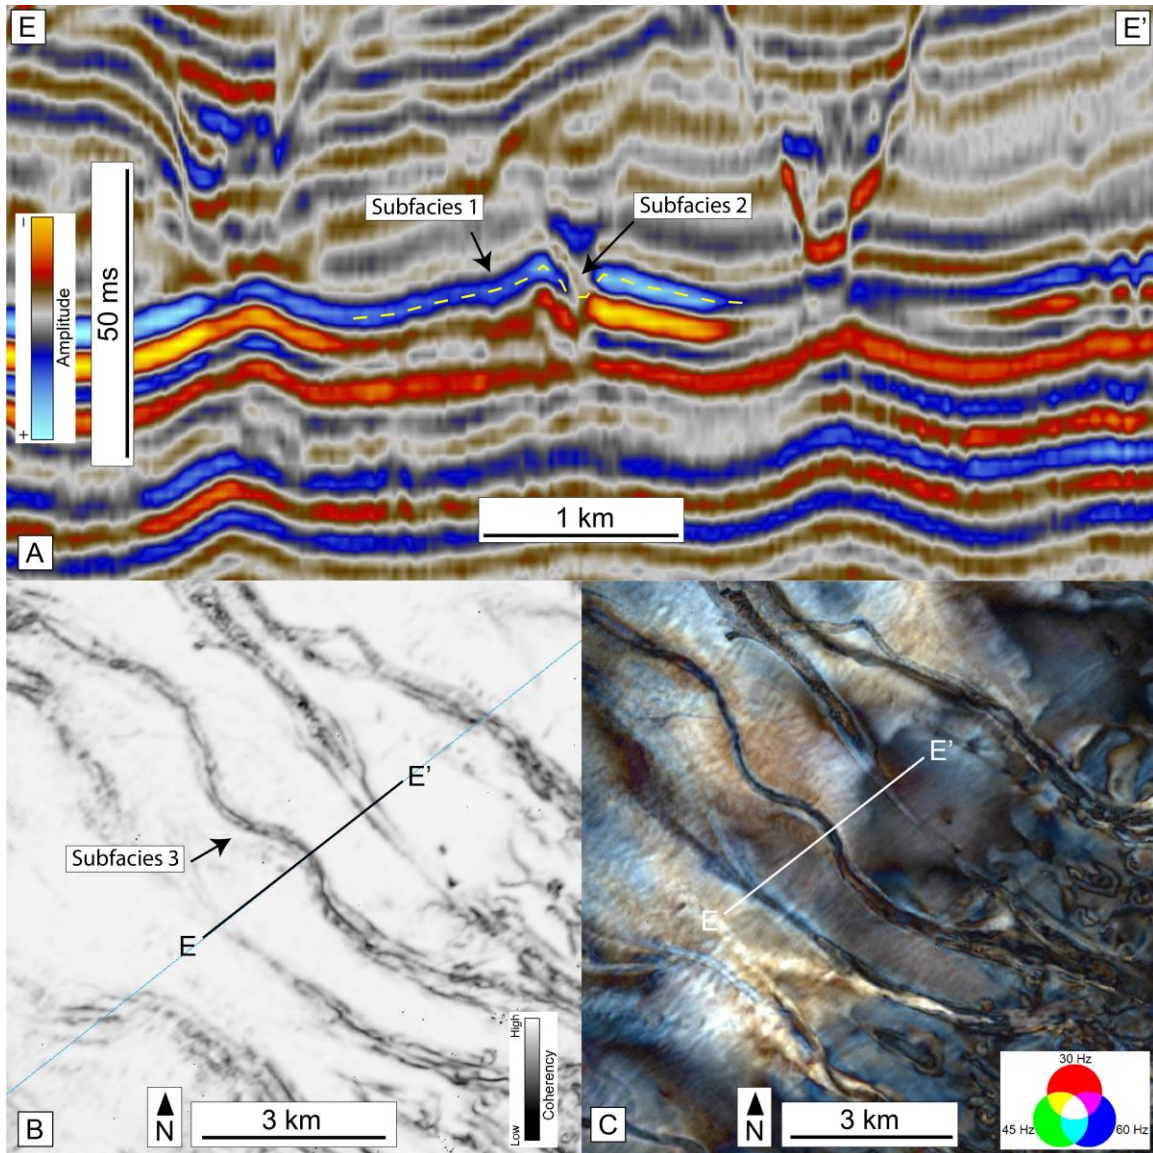 E
E'
Subfacies 1
Subfacies 2
–
Amplitude
+
50 ms
1 km
A
E'
Subfacies 3
E
High
Coherency
Low
B
N
3 km
E'
E
30 Hz
45 Hz
60 Hz
C
N
3 km